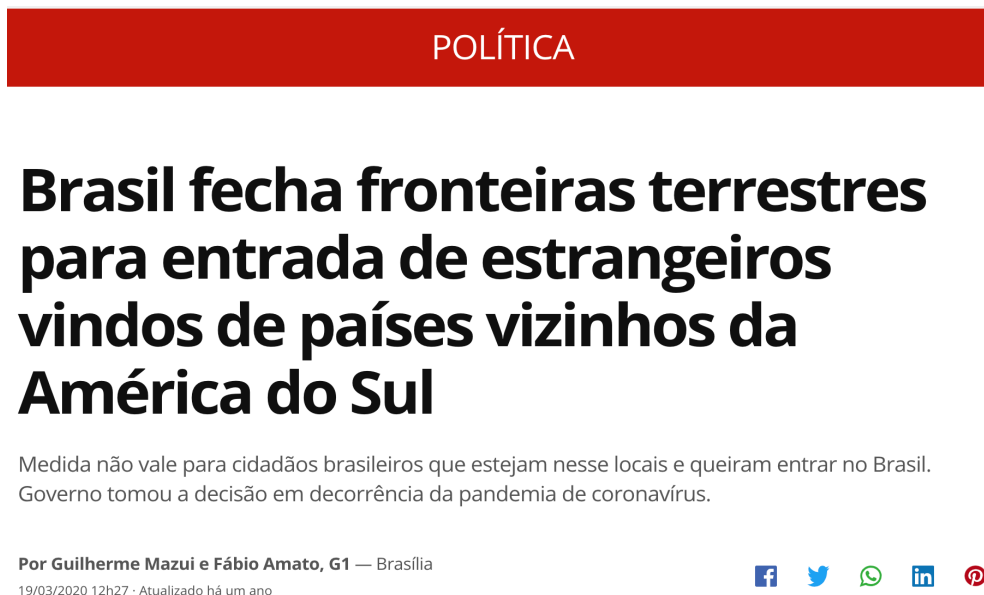 POLÍTICA
Brasil fecha fronteiras terrestres
para entrada de estrangeiros
vindos de países vizinhos da
América do Sul
Medida não vale para cidadãos brasileiros que estejam nesse locais e queiram entrar no Brasil.
Governo tomou a decisão em decorrência da pandemia de coronavírus.
Por Guilherme Mazui e Fábio Amato, G1 — Brasília
19/03/2020 12h27 · Atualizado há um ano